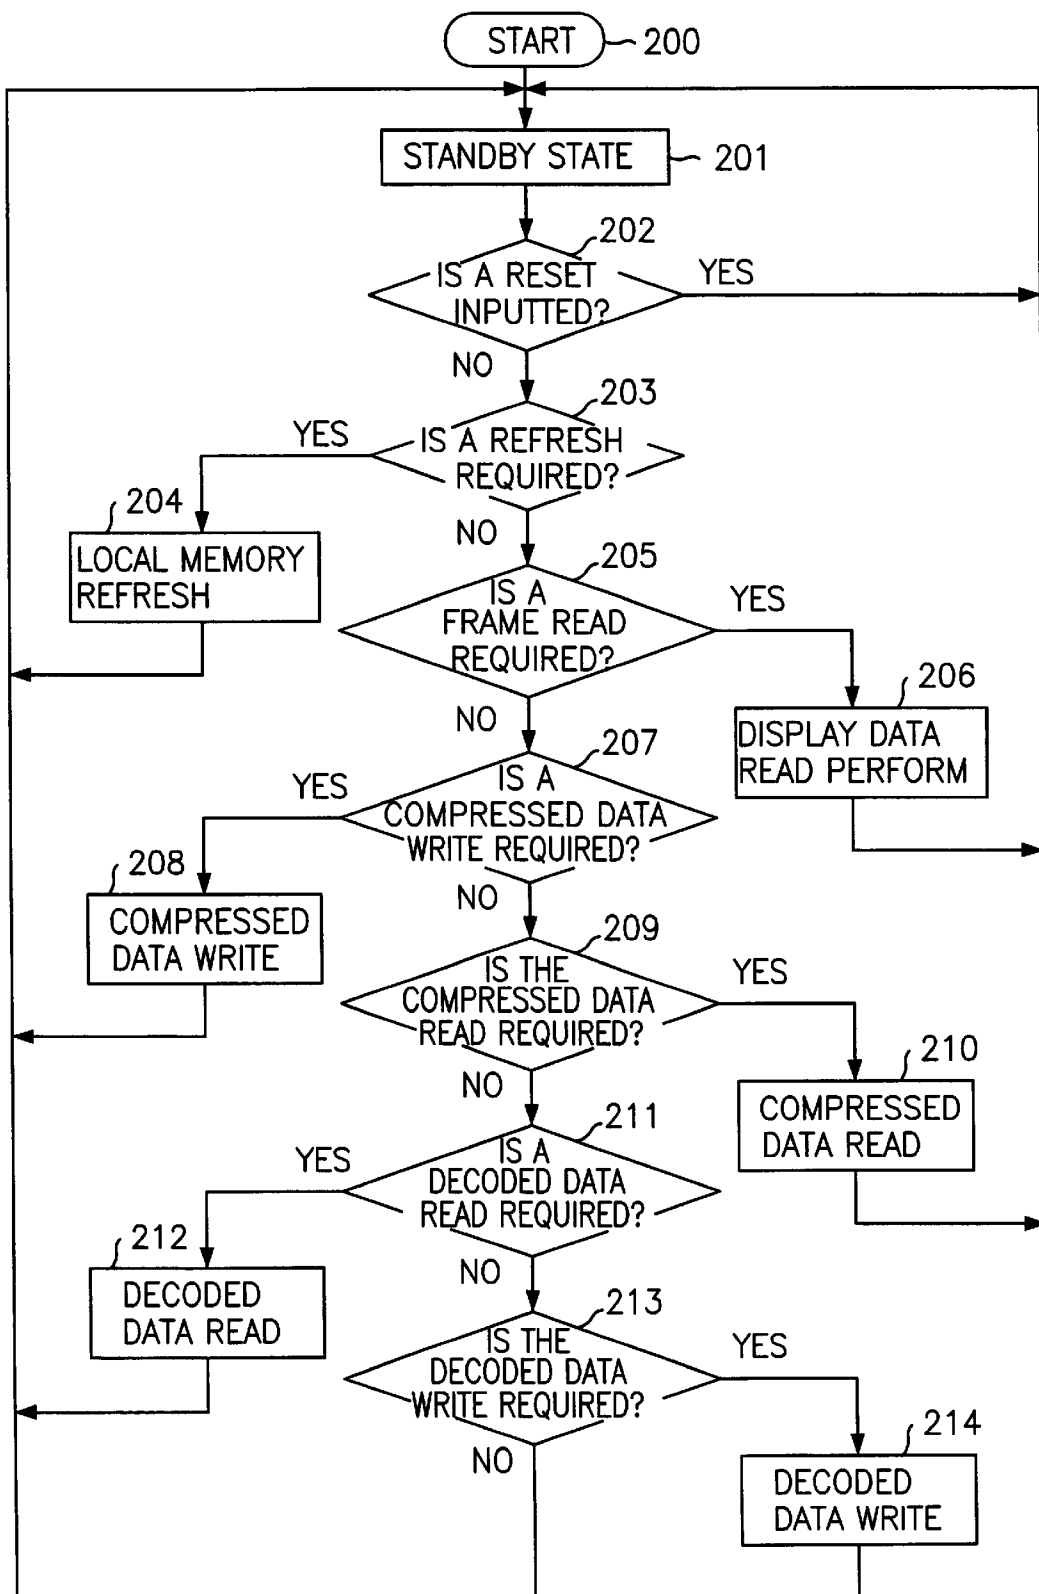 START
200
STANDBY STATE
201
202
IS A RESET
INPUTTED?
YES
NO
203
IS A REFRESH
REQUIRED?
YES
204
LOCAL MEMORY
REFRESH
NO
205
IS A
FRAME READ
REQUIRED?
YES
206
DISPLAY DATA
READ PERFORM
NO
207
IS A
COMPRESSED DATA
WRITE REQUIRED?
YES
208
COMPRESSED
DATA WRITE
NO
209
IS THE
COMPRESSED DATA
READ REQUIRED?
YES
210
COMPRESSED
DATA READ
NO
211
IS A
DECODED DATA
READ REQUIRED?
YES
212
DECODED
DATA READ
NO
213
IS THE
DECODED DATA
WRITE REQUIRED?
YES
214
DECODED
DATA WRITE
NO